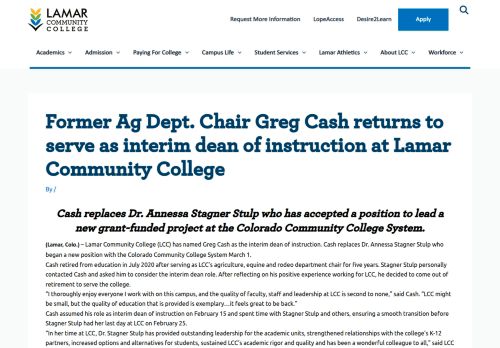 LAMAR
COMMUNITY
COLLEGE
Request More Information LopeAccess Desire2Learn Apply
Academics Admission Paying For College Campus Life Student Services Lamar Athletics About LCC Workforce
Former Ag Dept. Chair Greg Cash returns to
serve as interim dean of instruction at Lamar
Community College
By /
Cash replaces Dr. Annessa Stagner Stulp who has accepted a position to lead a
new grant-funded project at the Colorado Community College System.
(Lamar, Colo.) – Lamar Community College (LCC) has named Greg Cash as the interim dean of instruction. Cash replaces Dr. Annessa Stagner Stulp who
began a new position with the Colorado Community College System March 1.
Cash retired from education in July 2020 after serving as LCC's agriculture, equine and rodeo department chair for five years. Stagner Stulp personally
contacted Cash and asked him to consider the interim dean role. After reflecting on his positive experience working for LCC, he decided to come out of
retirement to serve the college.
"I thoroughly enjoy everyone I work with on this campus, and the quality of faculty, staff and leadership at LCC is second to none," said Cash. "LCC might
be small, but the quality of education that is provided is exemplary…it feels great to be back."
Cash assumed his role as interim dean of instruction on February 15 and spent time with Stagner Stulp and others, ensuring a smooth transition before
Stagner Stulp had her last day at LCC on February 25.
"In her time at LCC, Dr. Stagner Stulp has provided outstanding leadership for the academic units, strengthened relationships with the college's K-12
partners, increased options and alternatives for students, sustained LCC's academic rigor and quality and has been a wonderful colleague to all," said LCC